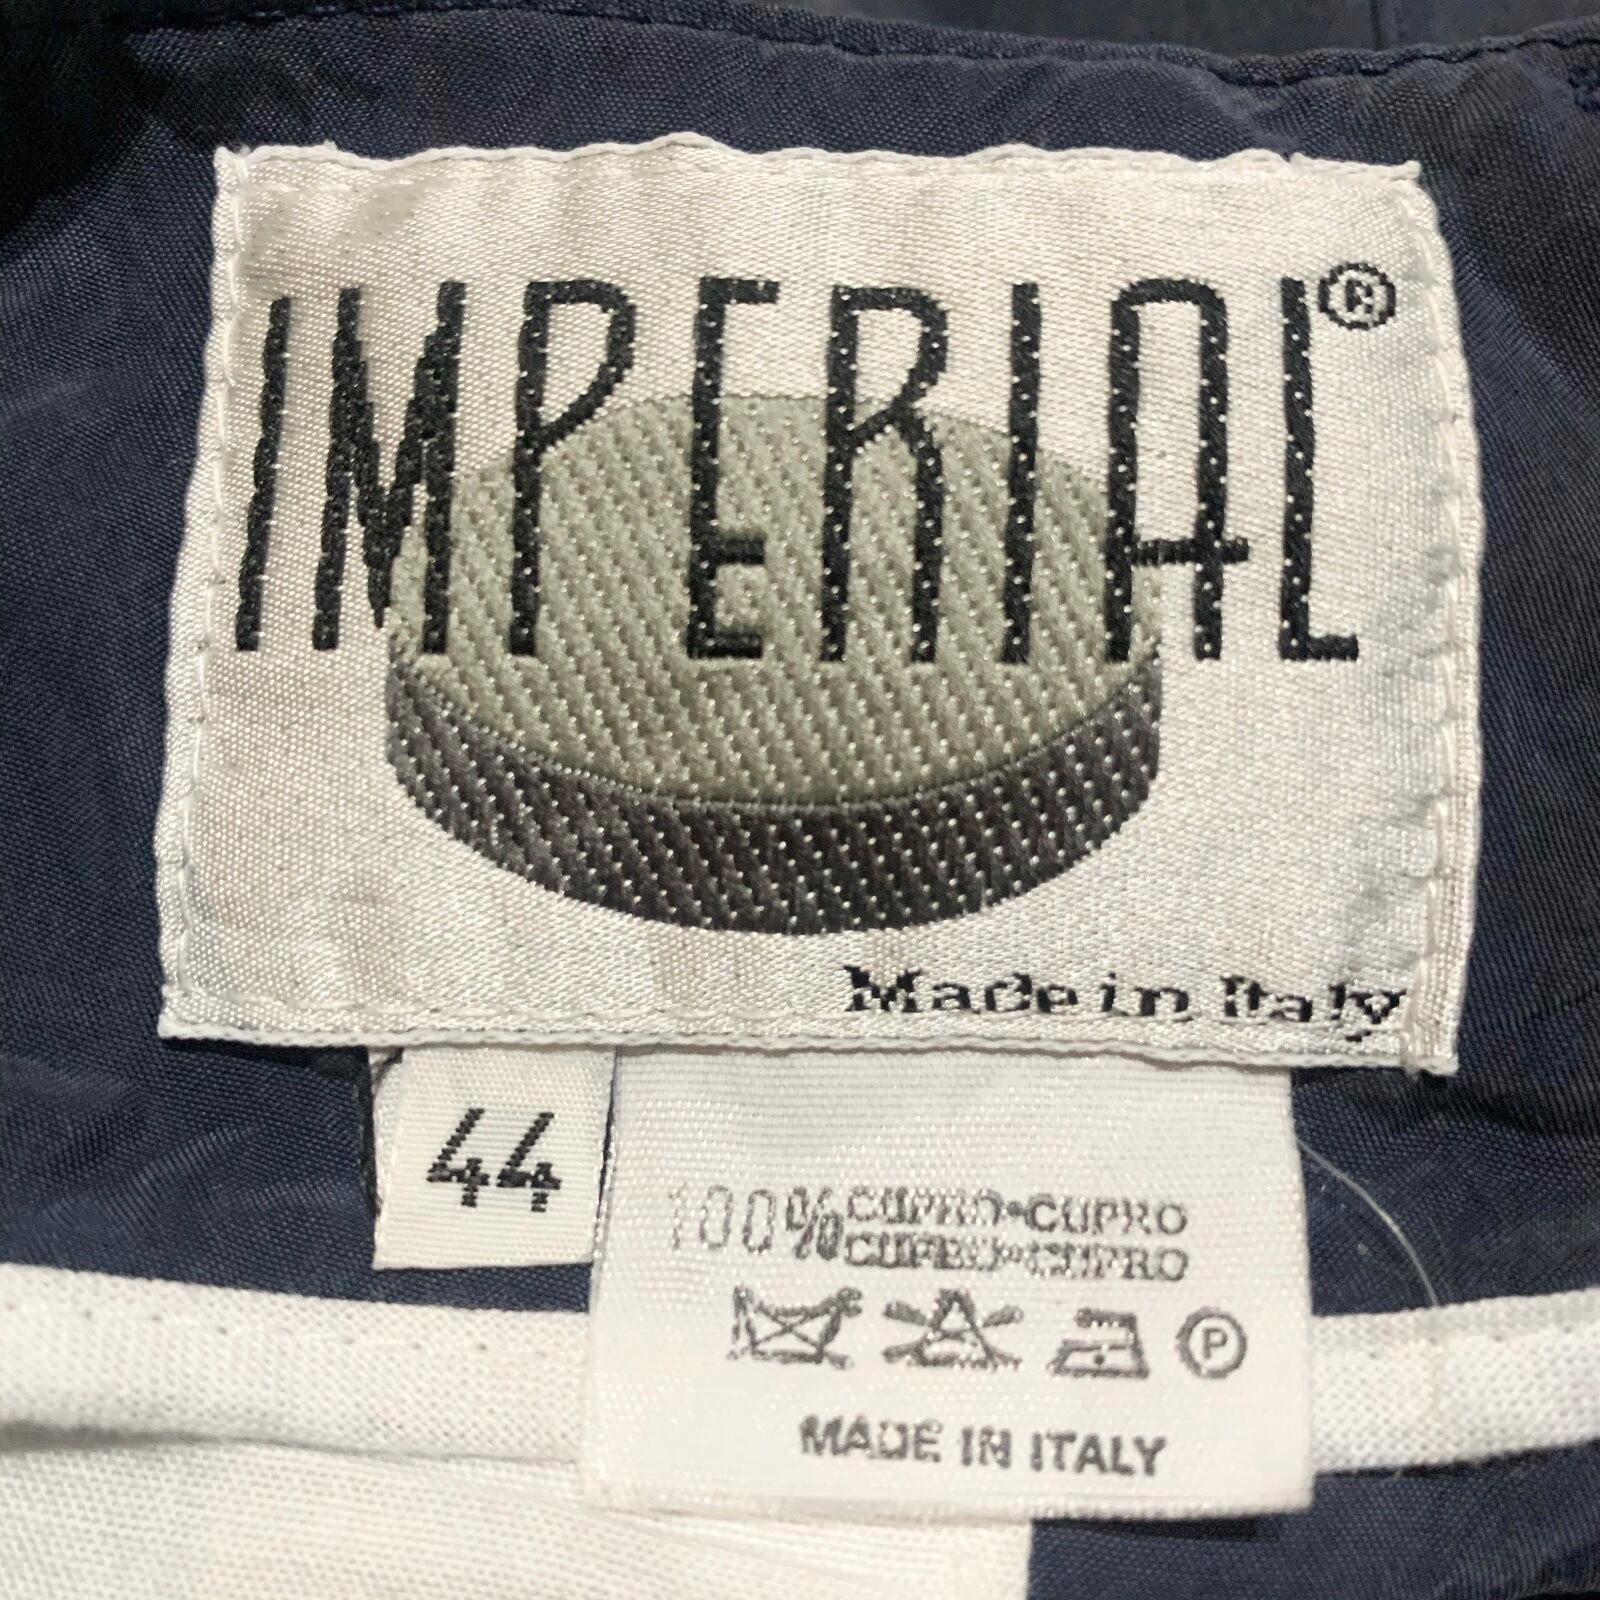 IMPERIAL®
Made in Italy
44
100% CUPRO•CUPRO
CUPRO•CUPRO
P
MADE IN ITALY